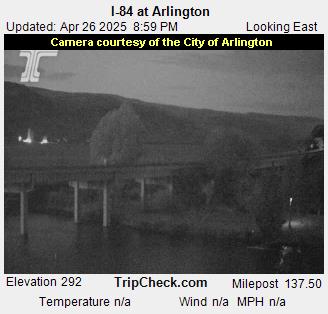 I-84 at Arlington
Updated: Apr 26 2025 8:59 PM Looking East
Camera courtesy of the City of Arlington
Elevation 292 TripCheck.com Milepost 137.50
Temperature n/a Wind n/a MPH n/a